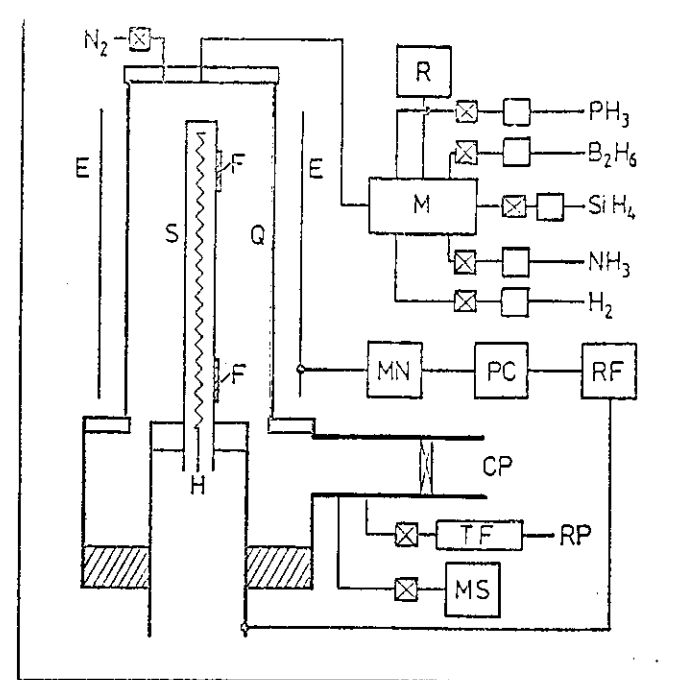 N₂
R
PH₃
B₂H₆
E
F
E
M
SiH₄
S
Q
NH₃
H₂
F
MN
PC
RF
H
CP
TF
RP
MS